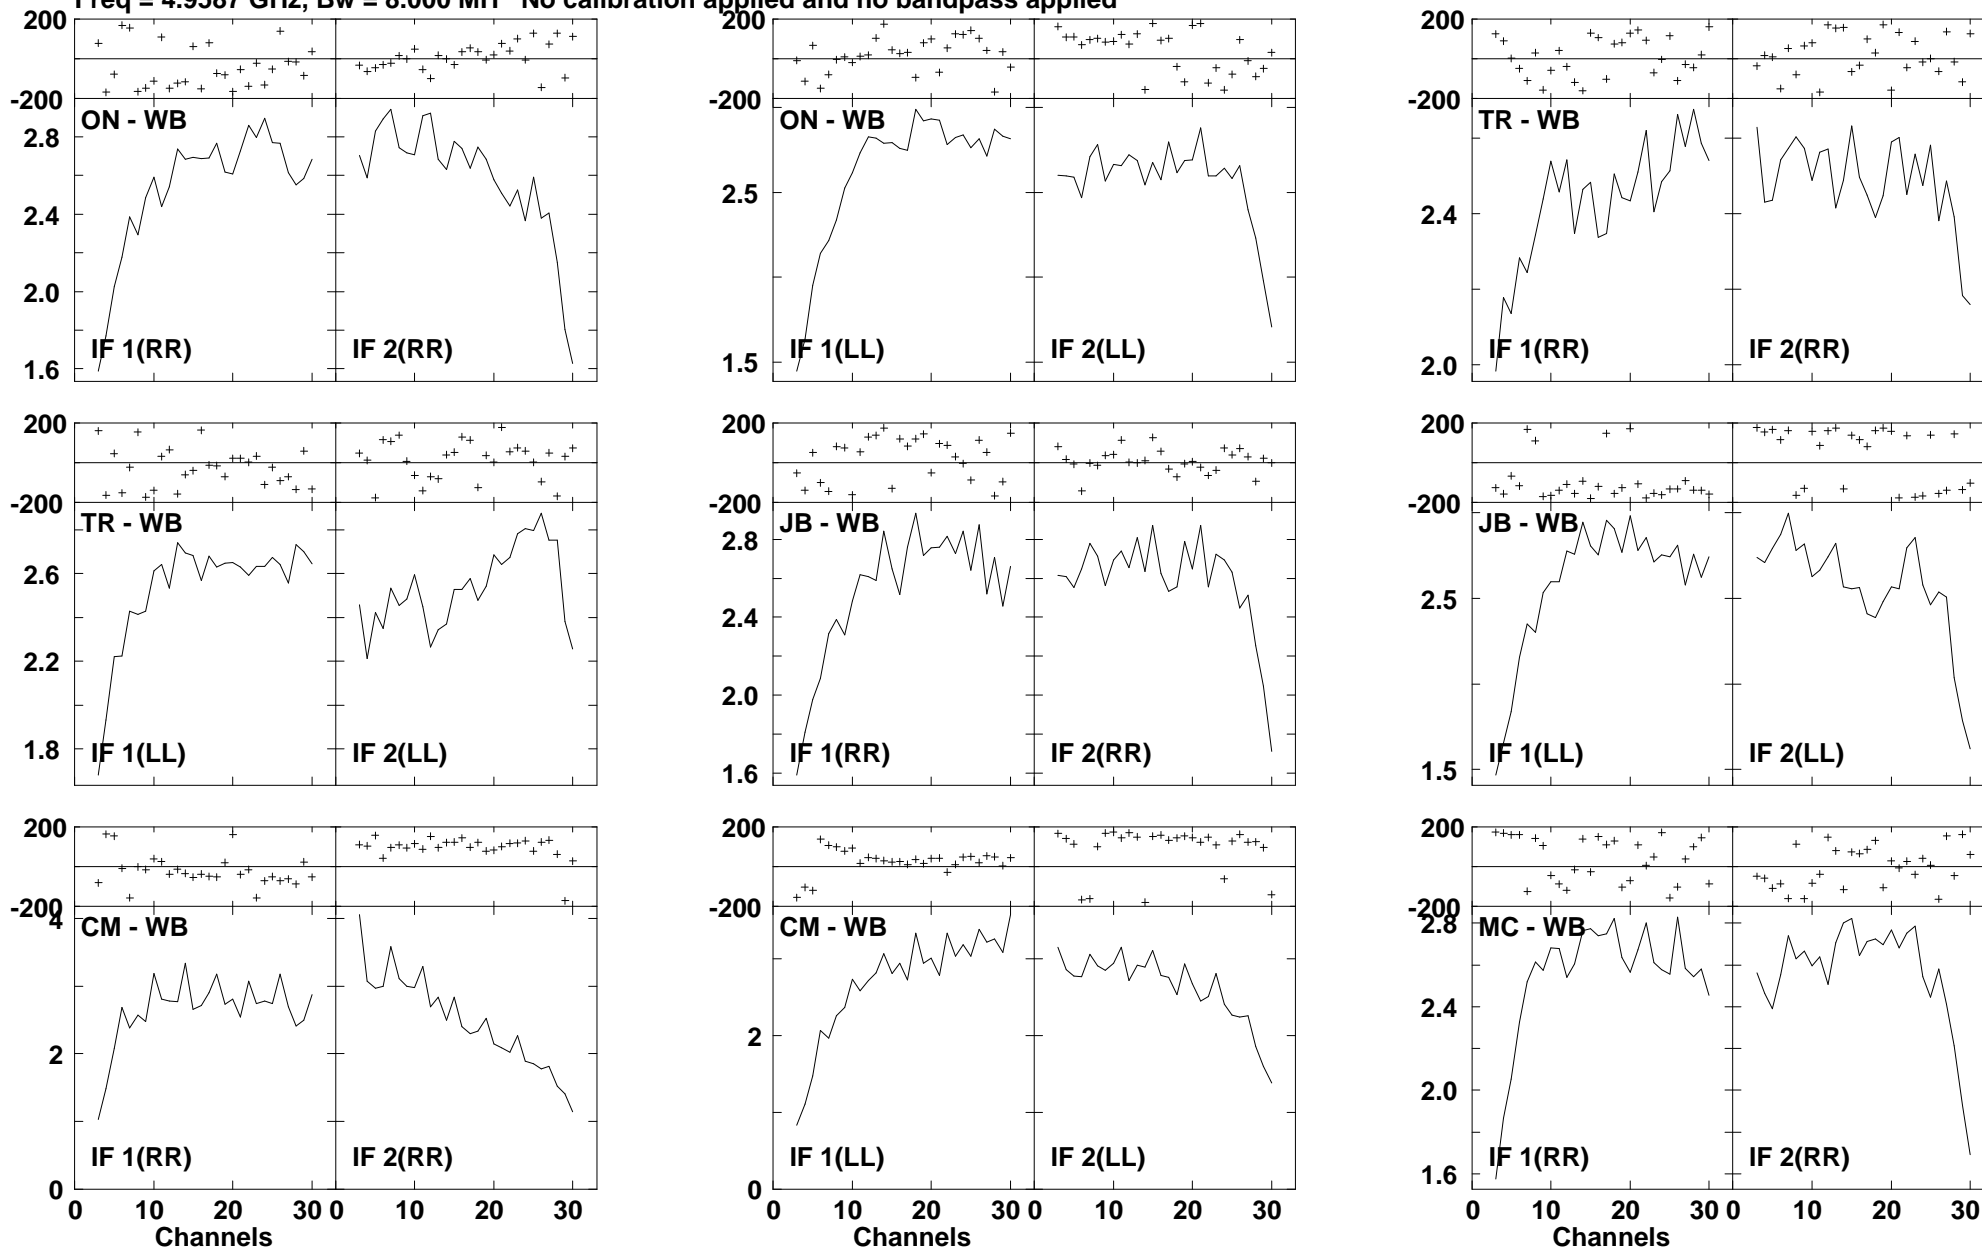 Freq = 4.9587 GHz, Bw = 8.000 MH No calibration applied and no bandpass applied
200
-200
ON - WB
2.8
2.4
2.0
1.6
IF 1(RR)
IF 2(RR)
200
-200
ON - WB
2.5
1.5
IF 1(LL)
IF 2(LL)
200
-200
TR - WB
2.4
2.0
IF 1(RR)
IF 2(RR)
200
-200
TR - WB
2.6
2.2
1.8
IF 1(LL)
IF 2(LL)
200
-200
JB - WB
2.8
2.4
2.0
1.6
IF 1(RR)
IF 2(RR)
200
-200
JB - WB
2.5
1.5
IF 1(LL)
IF 2(LL)
200
-200
CM - WB
4
2
0
IF 1(RR)
IF 2(RR)
0 10 20 30 0 10 20 30
Channels
200
-200
CM - WB
2
0
IF 1(LL)
IF 2(LL)
0 10 20 30 0 10 20 30
Channels
200
-200
MC - WB
2.8
2.4
2.0
1.6
IF 1(RR)
IF 2(RR)
0 10 20 30 0 10 20 30
Channels